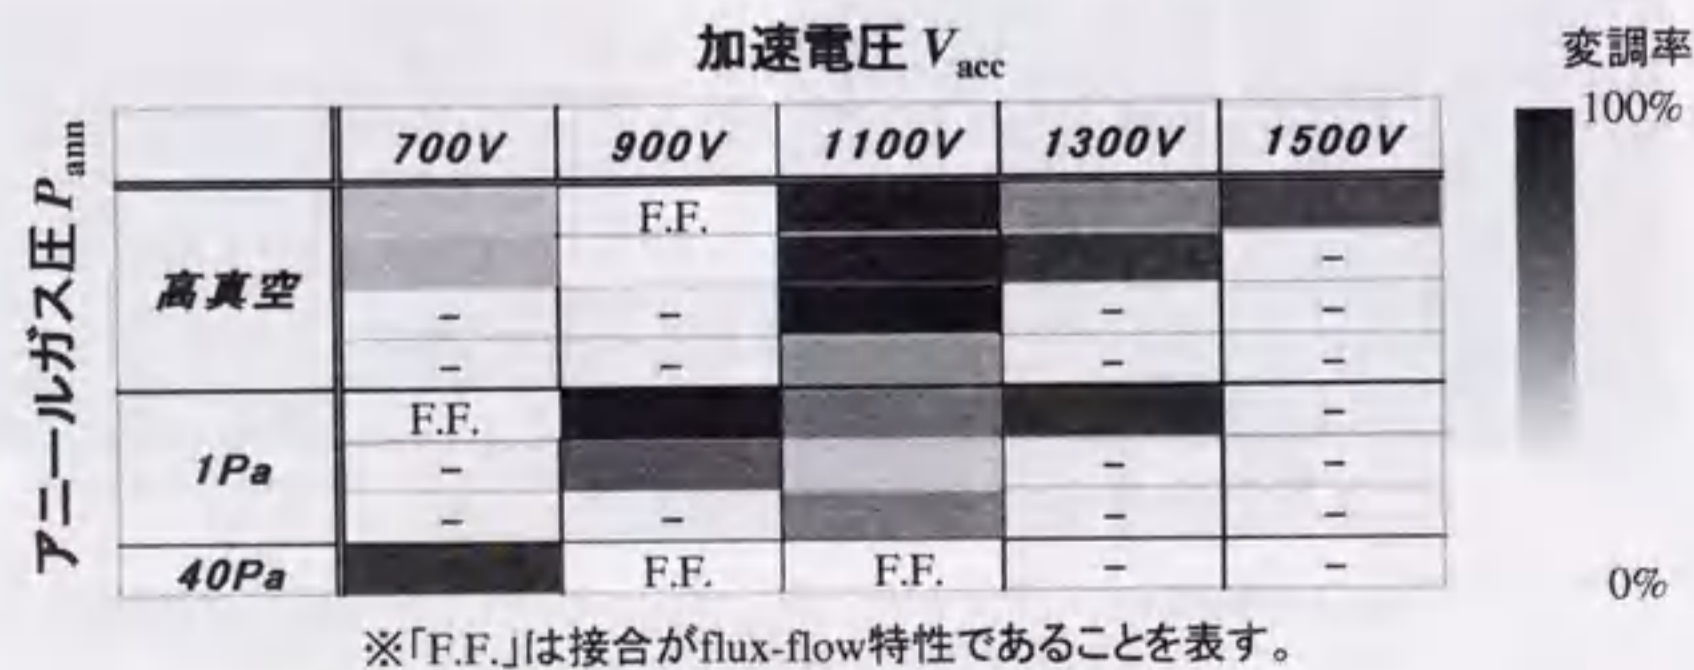 加速電圧 Vacc
変調率
100%
アニールガス圧 Pann
700V 900V 1100V 1300V 1500V
高真空
F.F.
–
– – – –
– – – –
1Pa
F.F. –
– – –
– – – –
40Pa F.F. F.F. – –
0%
※「F.F.」は接合がflux-flow特性であることを表す。